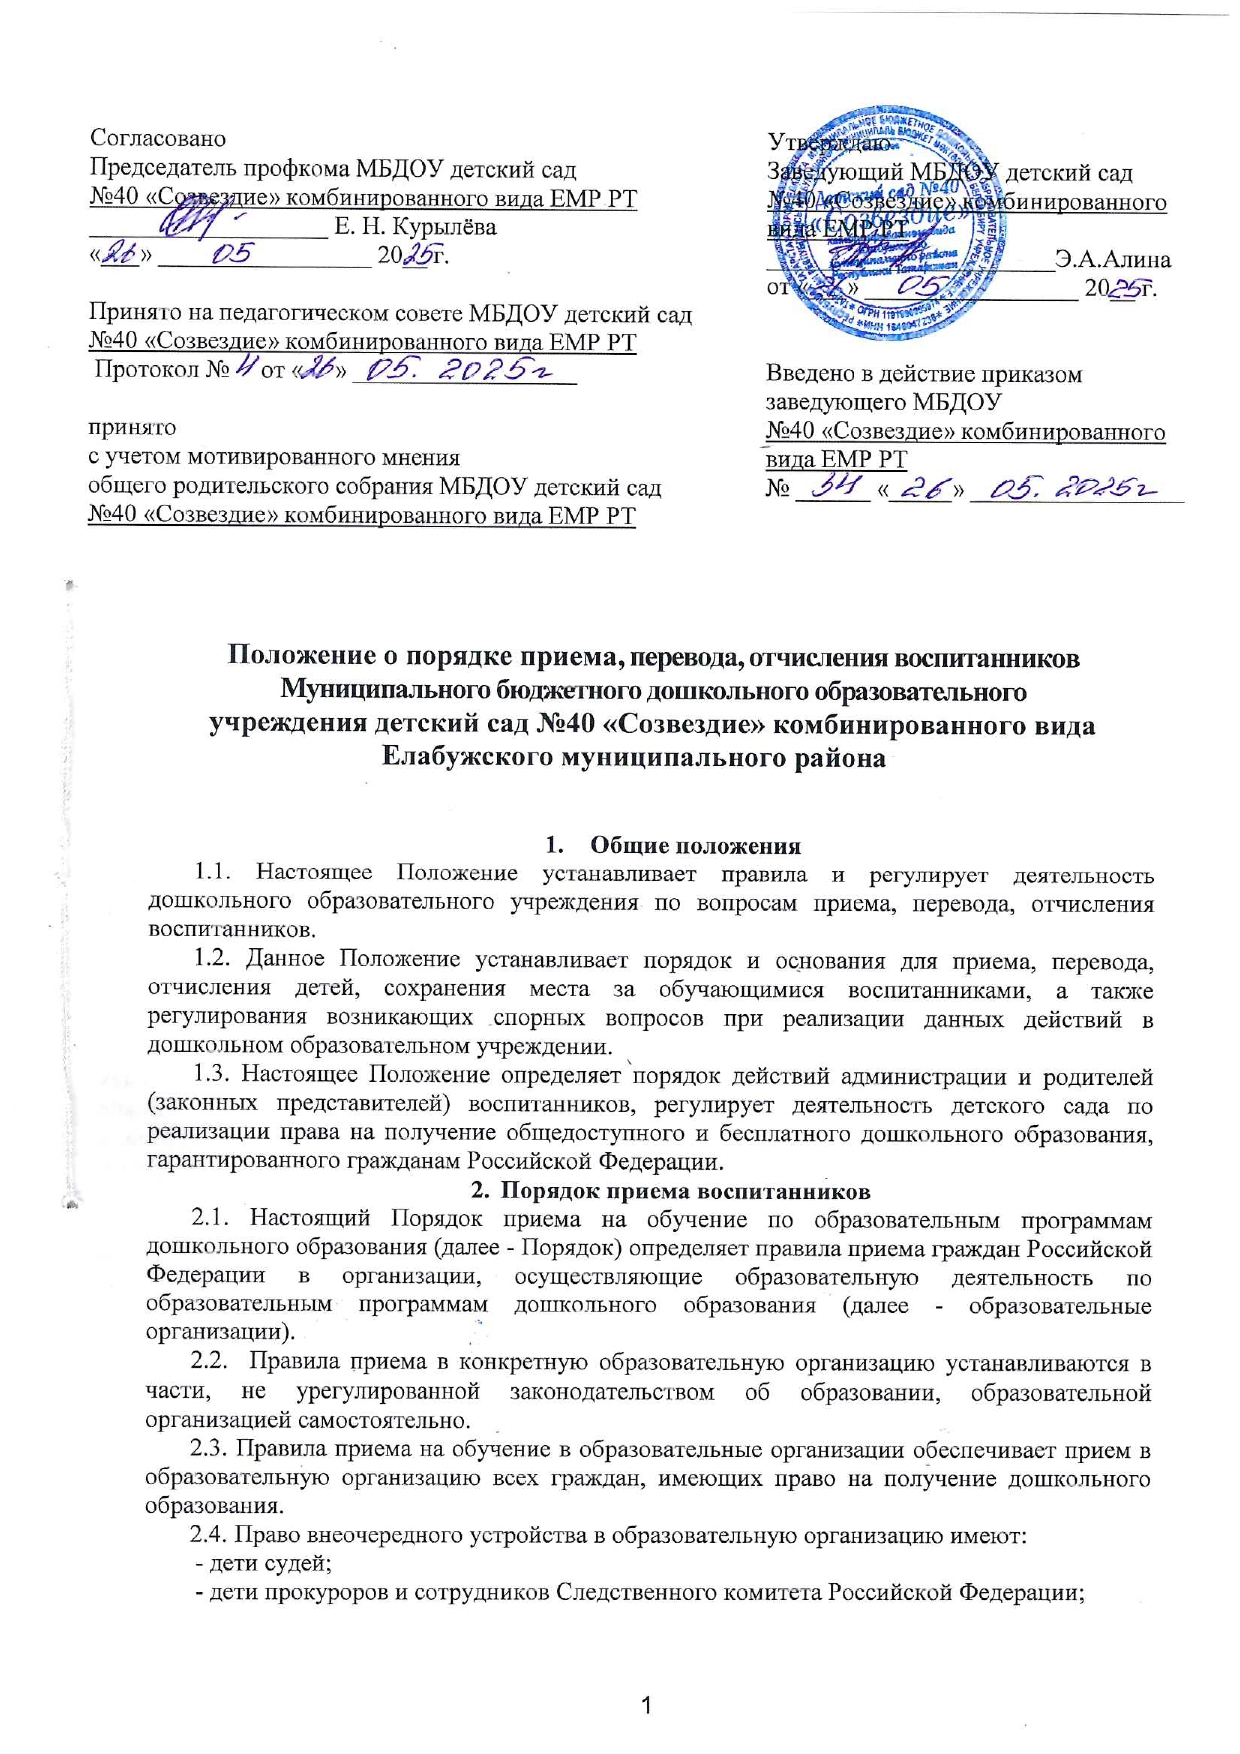 Согласовано
Председатель профкома МБДОУ детский сад
№40 «Созвездие» комбинированного вида ЕМР РТ
Е. Н. Курылёва
«26» 05 2025г.
Принято на педагогическом совете МБДОУ детский сад
№40 «Созвездие» комбинированного вида ЕМР РТ
Протокол № 4 от «26» 05. 2025г
принято
с учетом мотивированного мнения
общего родительского собрания МБДОУ детский сад
№40 «Созвездие» комбинированного вида ЕМР РТ
Утверждаю
Заведующий МБДОУ детский сад
№40 «Созвездие» комбинированного
вида ЕМР РТ
Э.А.Алина
от «26» 05 2025г.
Детский сад №40
«Созвездие»
Введено в действие приказом
заведующего МБДОУ
№40 «Созвездие» комбинированного
вида ЕМР РТ
№ 34 «26» 05. 2025г
Положение о порядке приема, перевода, отчисления воспитанников
Муниципального бюджетного дошкольного образовательного
учреждения детский сад №40 «Созвездие» комбинированного вида
Елабужского муниципального района
1. Общие положения
1.1. Настоящее Положение устанавливает правила и регулирует деятельность
дошкольного образовательного учреждения по вопросам приема, перевода, отчисления
воспитанников.
1.2. Данное Положение устанавливает порядок и основания для приема, перевода,
отчисления детей, сохранения места за обучающимися воспитанниками, а также
регулирования возникающих спорных вопросов при реализации данных действий в
дошкольном образовательном учреждении.
1.3. Настоящее Положение определяет порядок действий администрации и родителей
(законных представителей) воспитанников, регулирует деятельность детского сада по
реализации права на получение общедоступного и бесплатного дошкольного образования,
гарантированного гражданам Российской Федерации.
2. Порядок приема воспитанников
2.1. Настоящий Порядок приема на обучение по образовательным программам
дошкольного образования (далее - Порядок) определяет правила приема граждан Российской
Федерации в организации, осуществляющие образовательную деятельность по
образовательным программам дошкольного образования (далее - образовательные
организации).
2.2. Правила приема в конкретную образовательную организацию устанавливаются в
части, не урегулированной законодательством об образовании, образовательной
организацией самостоятельно.
2.3. Правила приема на обучение в образовательные организации обеспечивает прием в
образовательную организацию всех граждан, имеющих право на получение дошкольного
образования.
2.4. Право внеочередного устройства в образовательную организацию имеют:
- дети судей;
- дети прокуроров и сотрудников Следственного комитета Российской Федерации;
1